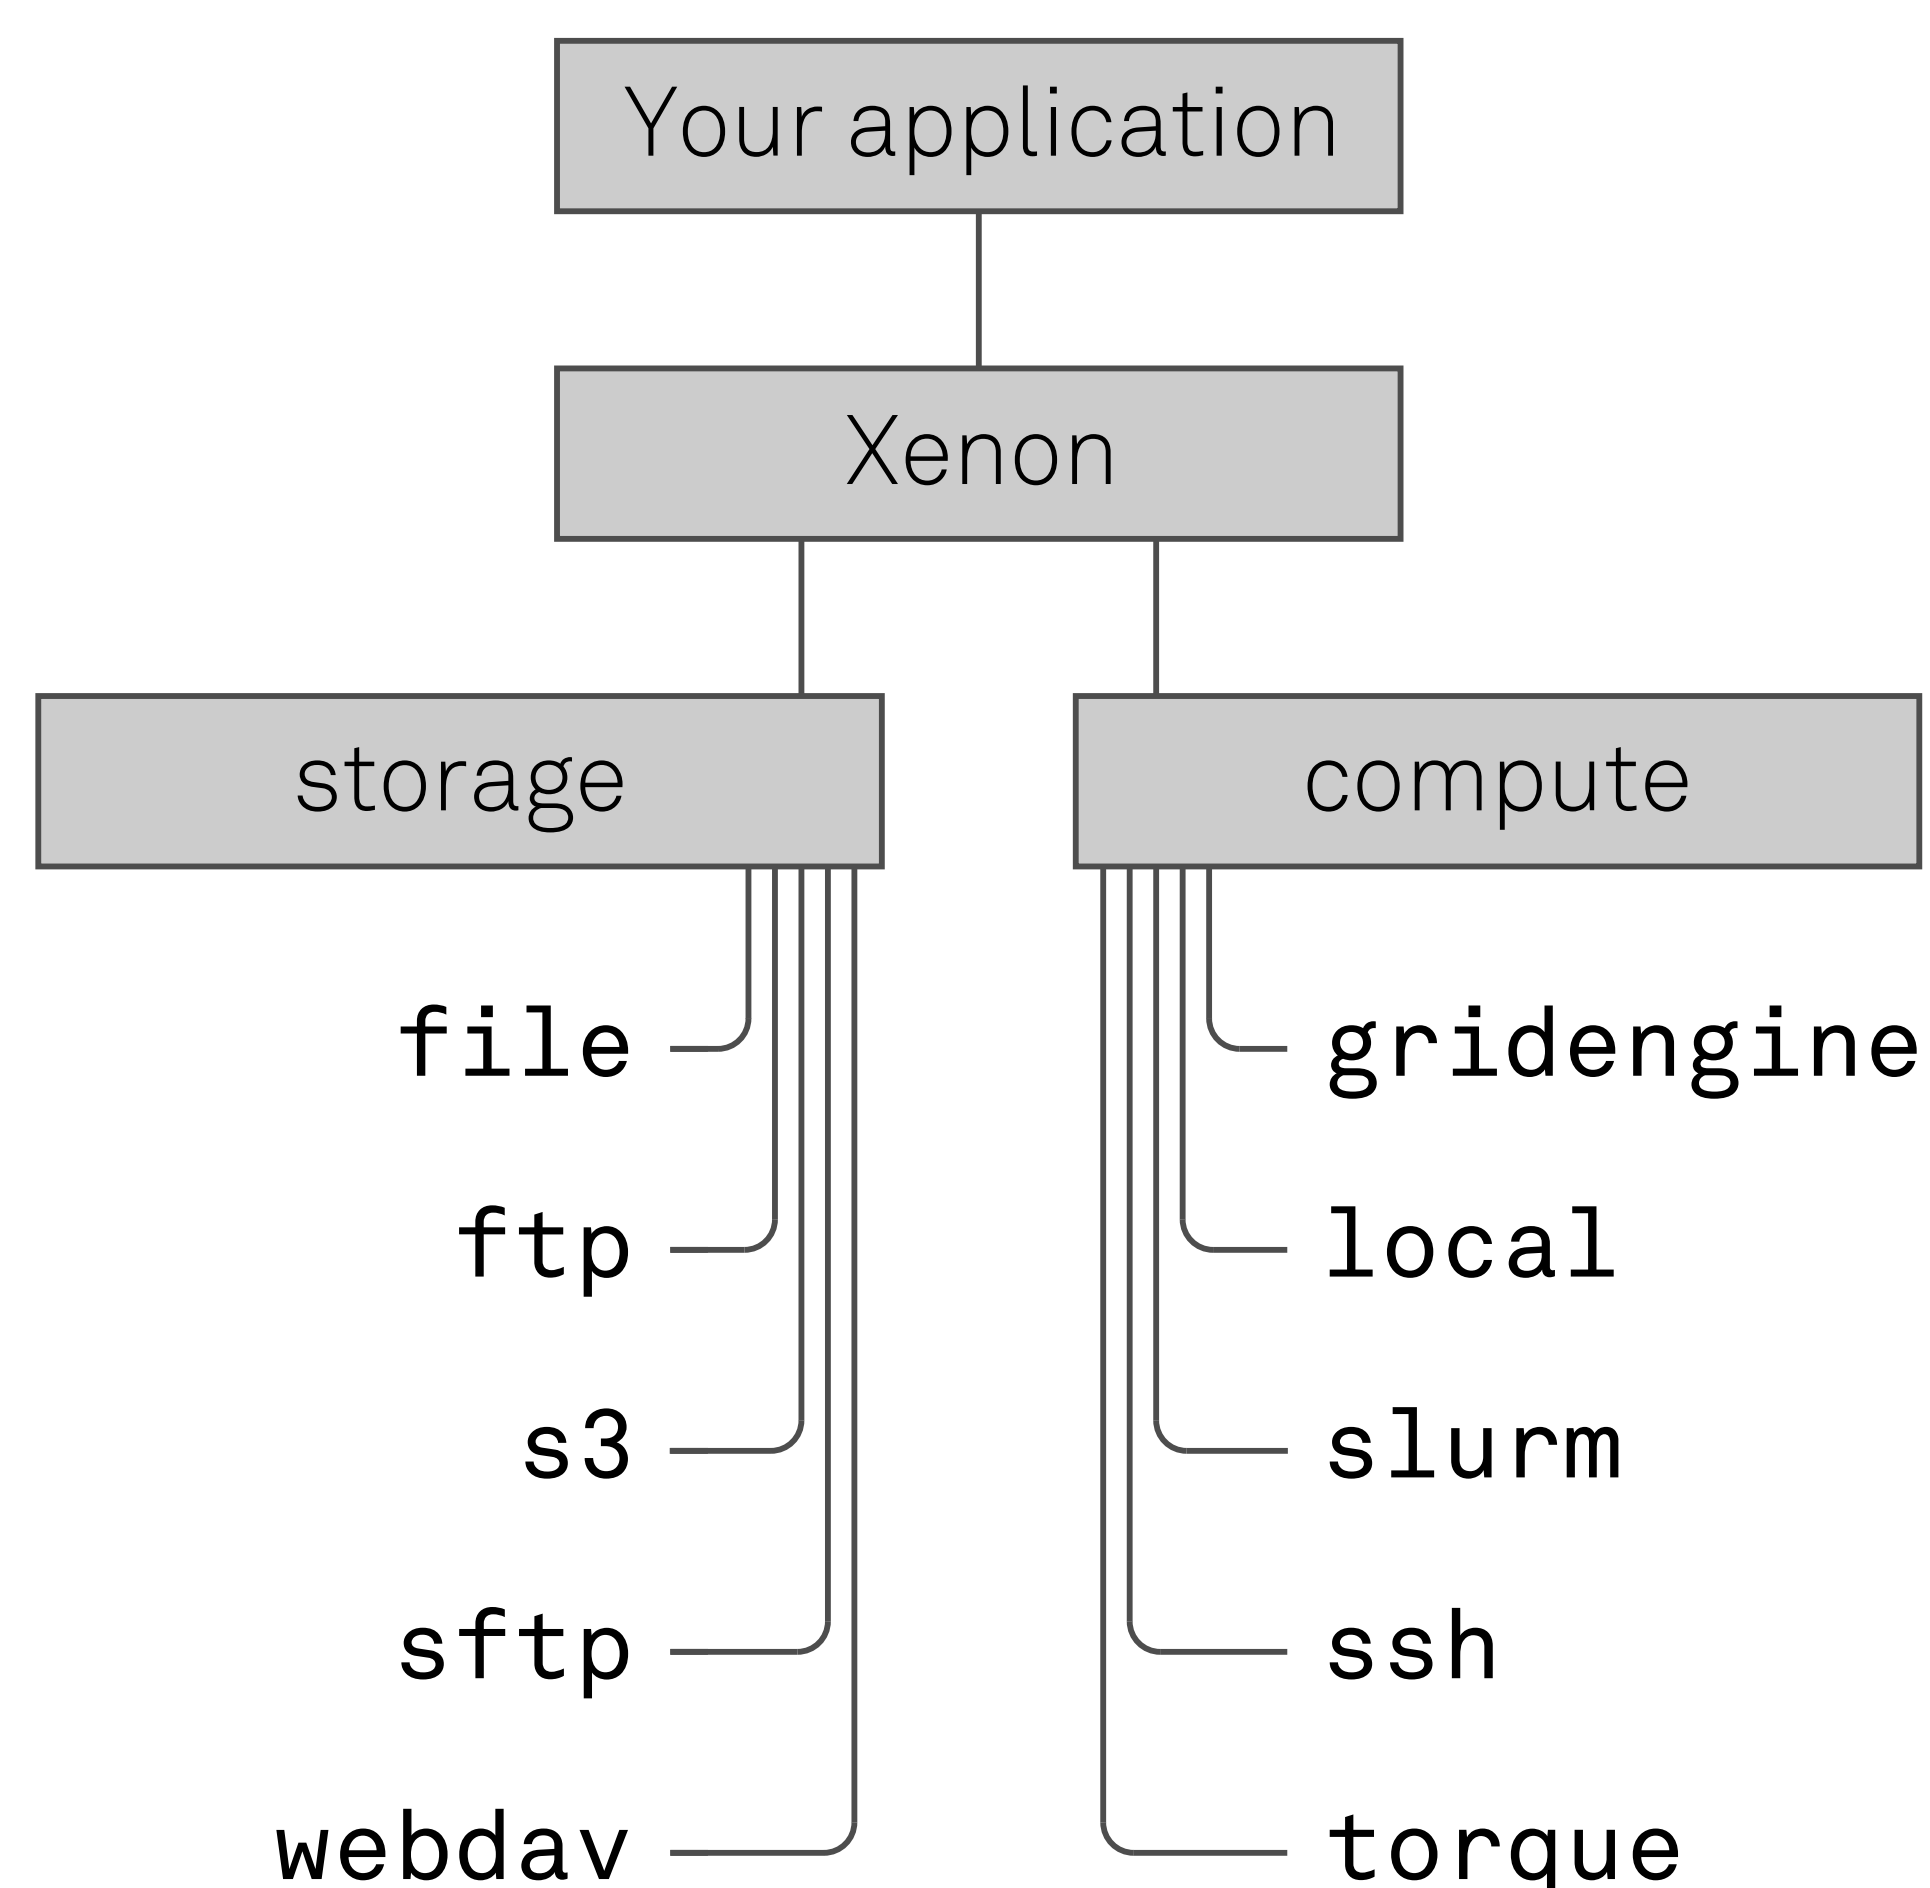 Your application
Xenon
storage
compute
file
ftp
s3
sftp
webdav
gridengine
local
slurm
ssh
torque